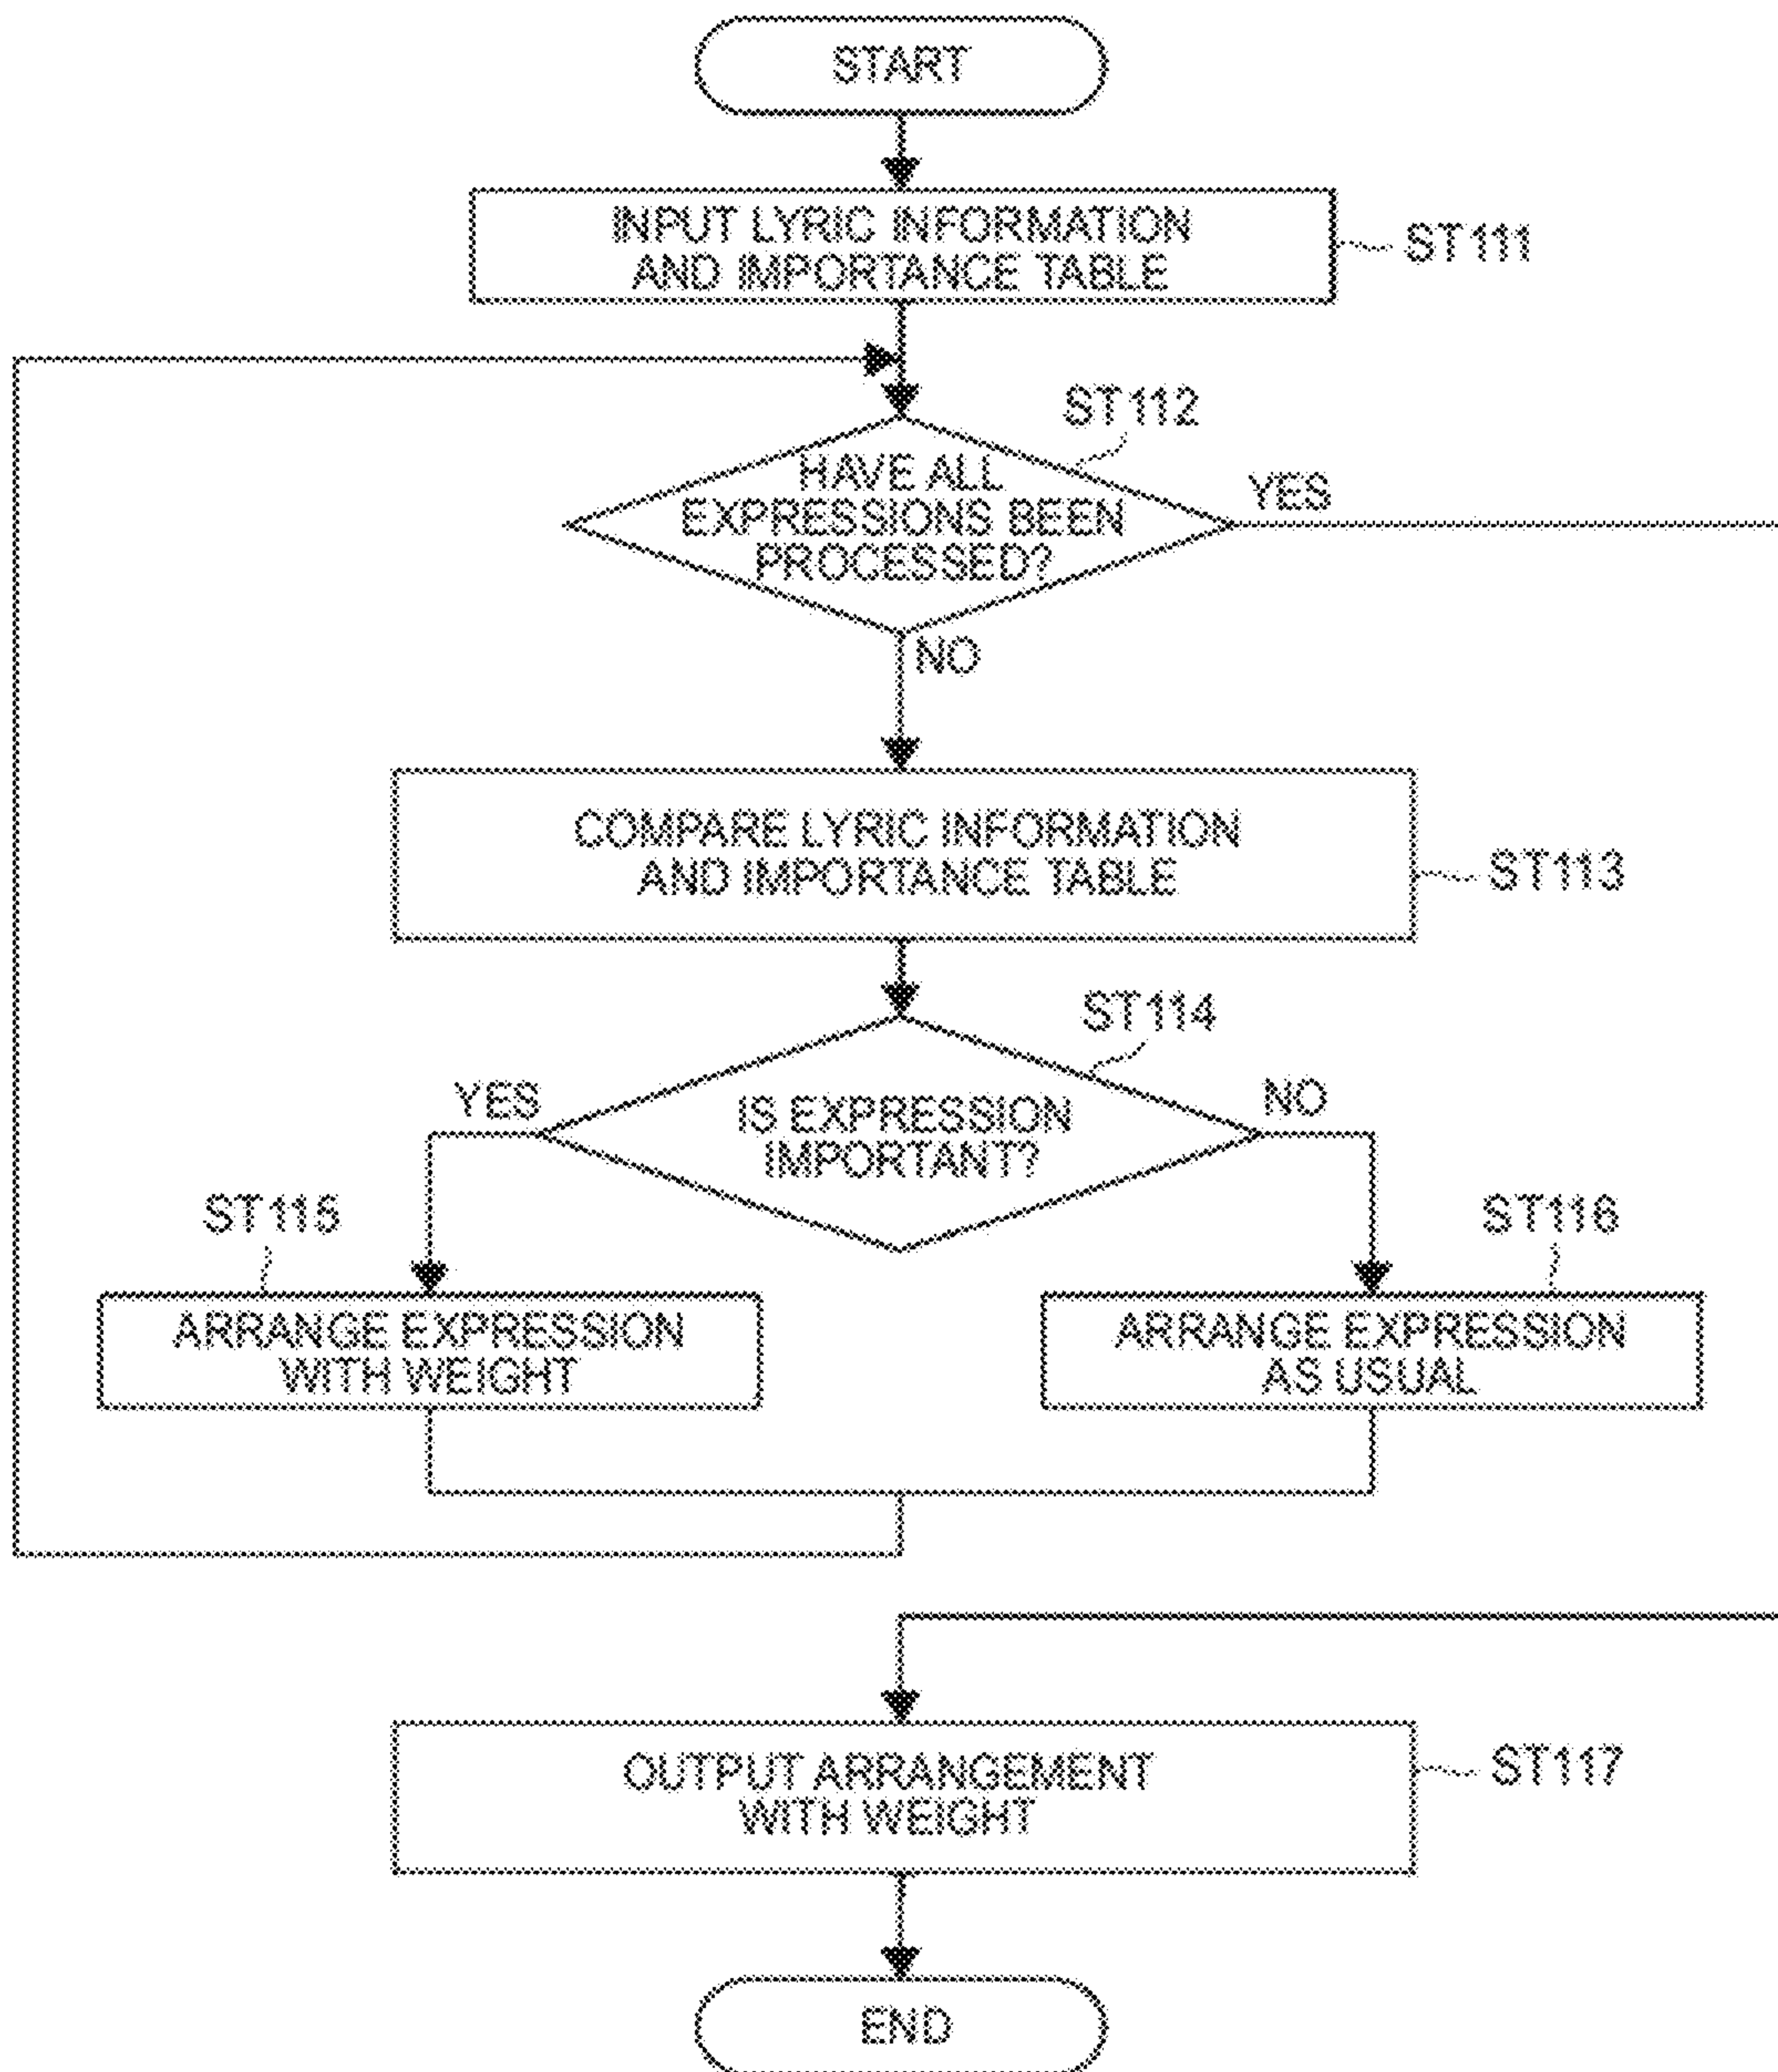 START
INPUT LYRIC INFORMATION
AND IMPORTANCE TABLE
ST111
ST112
HAVE ALL
EXPRESSIONS BEEN
PROCESSED?
YES
NO
COMPARE LYRIC INFORMATION
AND IMPORTANCE TABLE
ST113
ST114
YES
IS EXPRESSION
IMPORTANT?
NO
ST115
ARRANGE EXPRESSION
WITH WEIGHT
ST116
ARRANGE EXPRESSION
AS USUAL
OUTPUT ARRANGEMENT
WITH WEIGHT
ST117
END